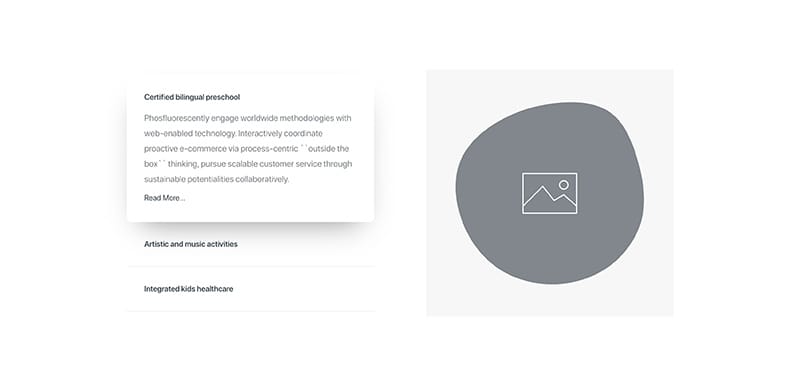 Certified bilingual preschool
Phosfluorescently engage worldwide methodologies with
web-enabled technology. Interactively coordinate
proactive e-commerce via process-centric ``outside the
box`` thinking, pursue scalable customer service through
sustainable potentialities collaboratively.
Read More...
Artistic and music activities
Integrated kids healthcare